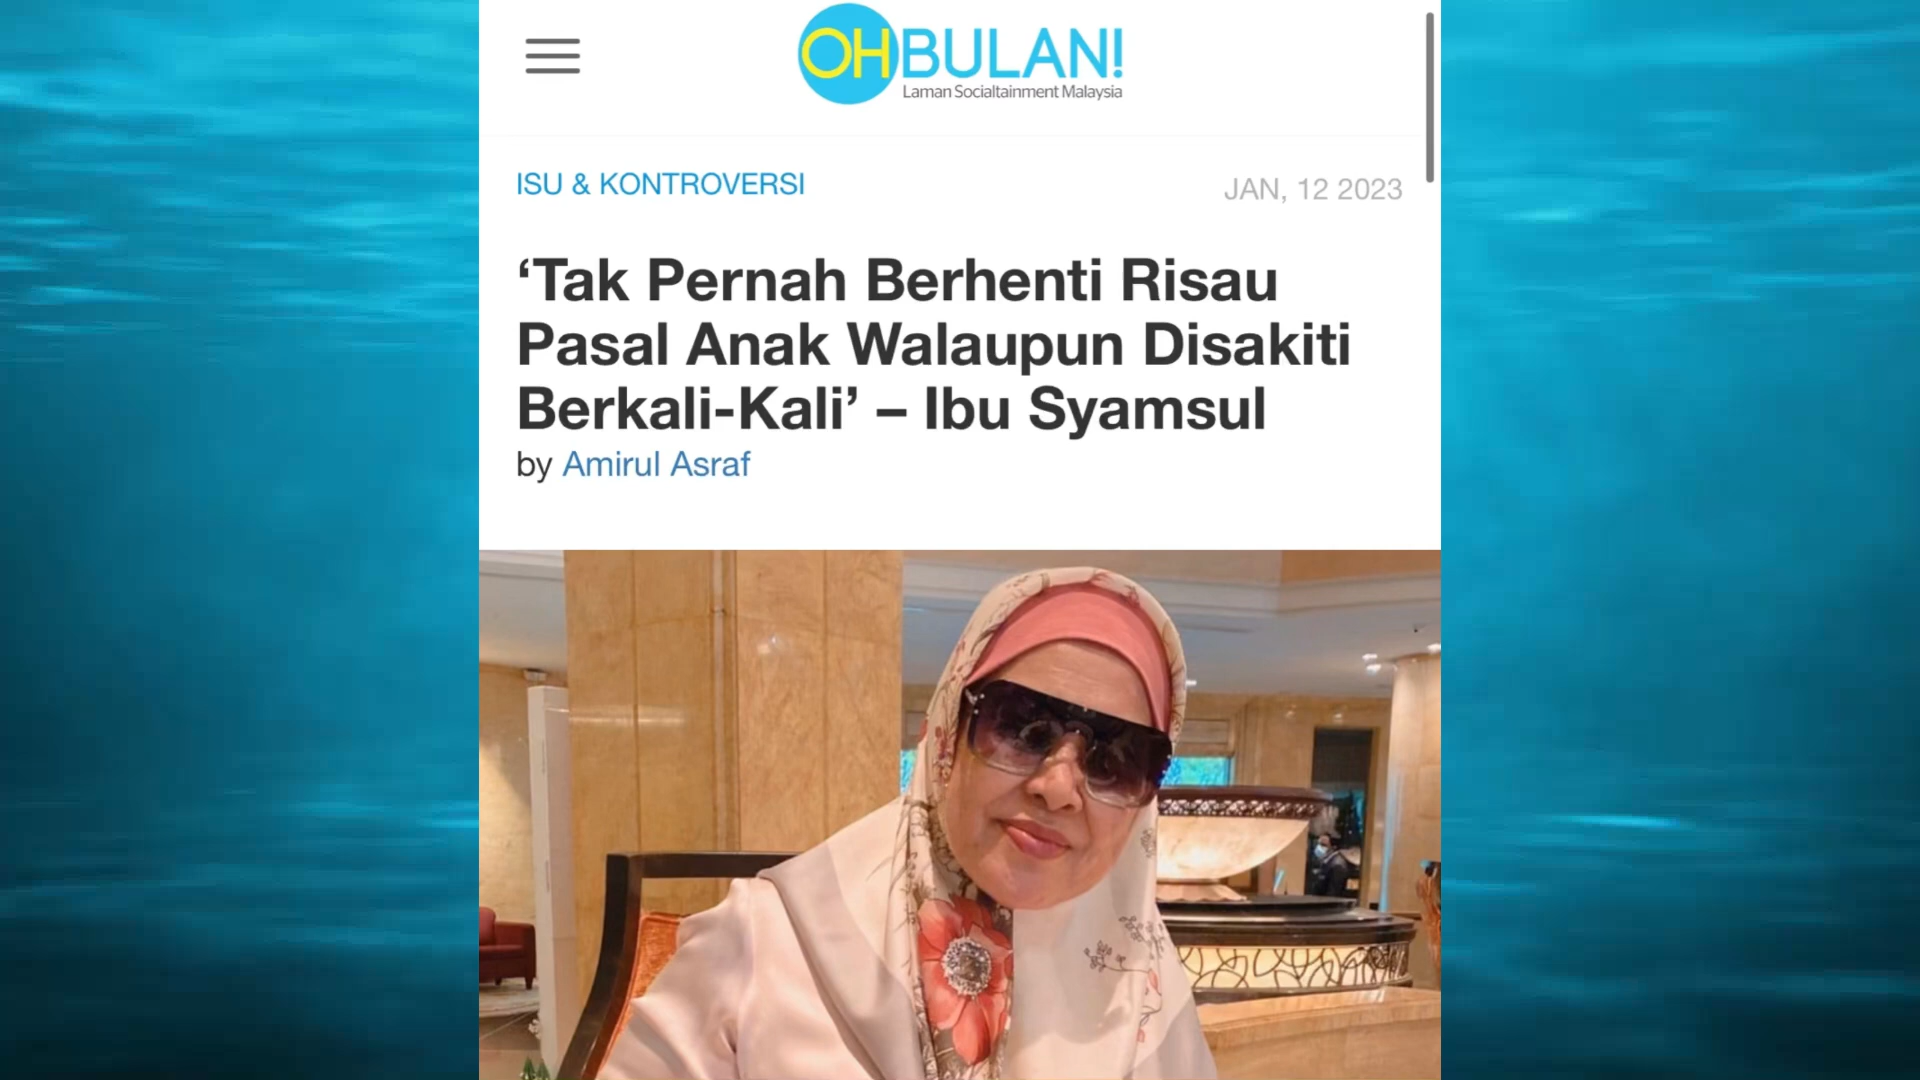 OHBULAN!
Laman Socialtainment Malaysia
ISU & KONTROVERSI
JAN, 12 2023
‘Tak Pernah Berhenti Risau
Pasal Anak Walaupun Disakiti
Berkali-Kali’ – Ibu Syamsul
by Amirul Asraf